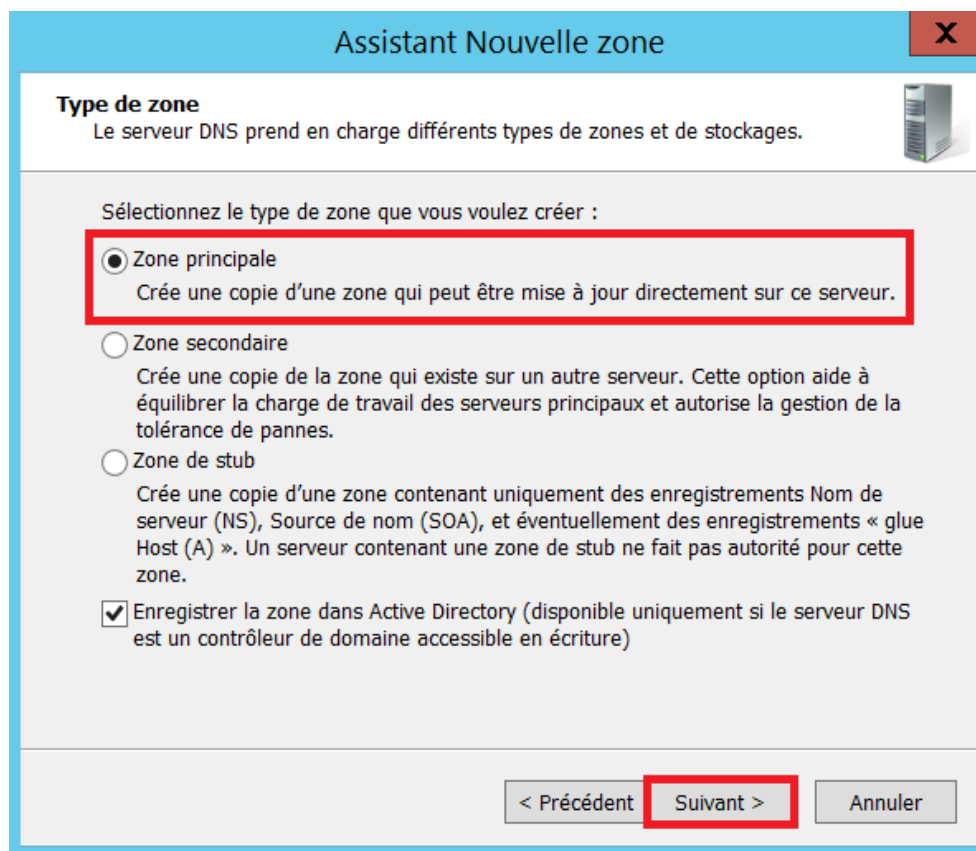 Assistant Nouvelle zone
X
Type de zone
Le serveur DNS prend en charge différents types de zones et de stockages.
Sélectionnez le type de zone que vous voulez créer :
Zone principale
Crée une copie d'une zone qui peut être mise à jour directement sur ce serveur.
Zone secondaire
Crée une copie de la zone qui existe sur un autre serveur. Cette option aide à
équilibrer la charge de travail des serveurs principaux et autorise la gestion de la
tolérance de pannes.
Zone de stub
Crée une copie d'une zone contenant uniquement des enregistrements Nom de
serveur (NS), Source de nom (SOA), et éventuellement des enregistrements « glue
Host (A) ». Un serveur contenant une zone de stub ne fait pas autorité pour cette
zone.
Enregistrer la zone dans Active Directory (disponible uniquement si le serveur DNS
est un contrôleur de domaine accessible en écriture)
< Précédent Suivant > Annuler